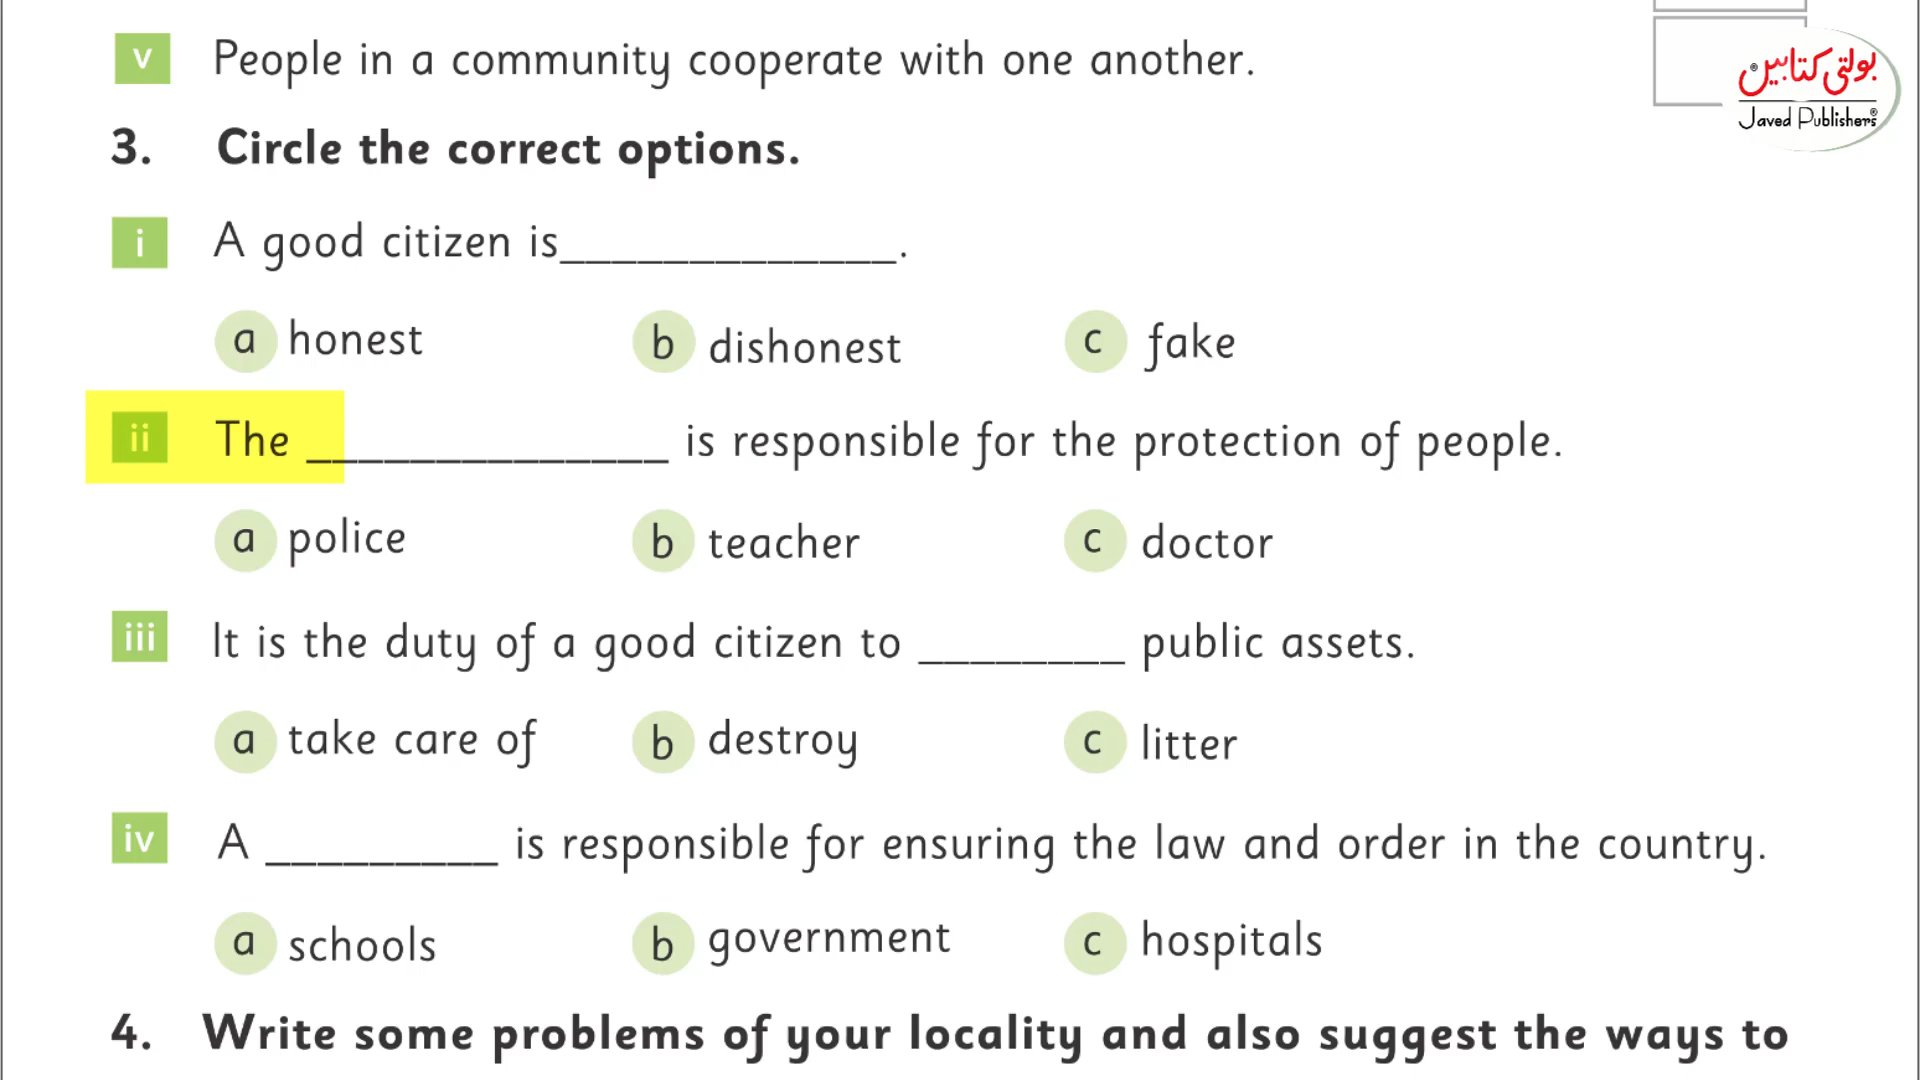 v People in a community cooperate with one another.
بولتی کتابیں®
Javed Publishers®
3. Circle the correct options.
i A good citizen is_____________.
a honest b dishonest c fake
ii The ______________ is responsible for the protection of people.
a police b teacher c doctor
iii It is the duty of a good citizen to ________ public assets.
a take care of b destroy c litter
iv A _________ is responsible for ensuring the law and order in the country.
a schools b government c hospitals
4. Write some problems of your locality and also suggest the ways to